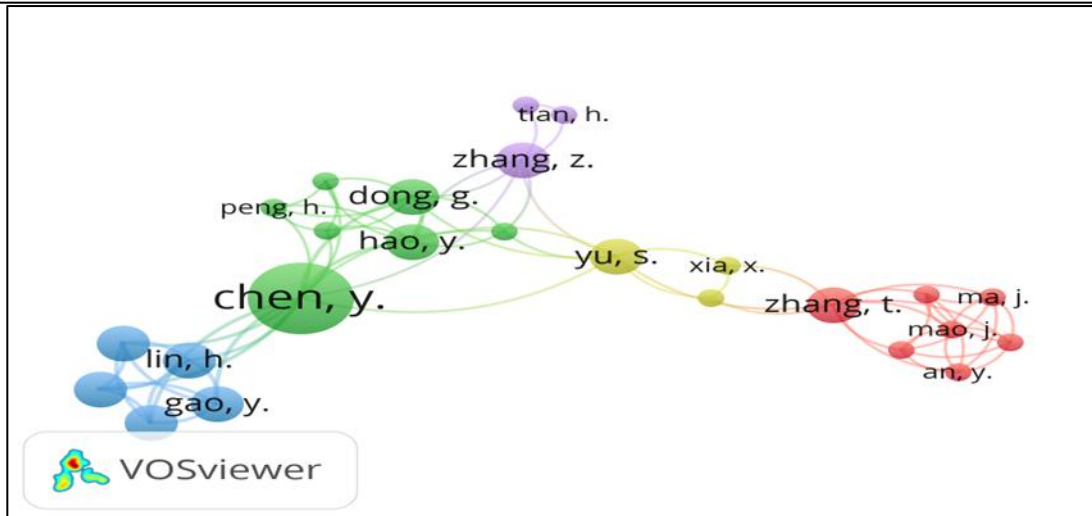 tian, h.
zhang, z.
dong, g.
peng, h.
hao, y.
yu, s.
xia, x.
chen, y.
zhang, t.
ma, j.
mao, j.
lin, h.
an, y.
gao, y.
VOSviewer